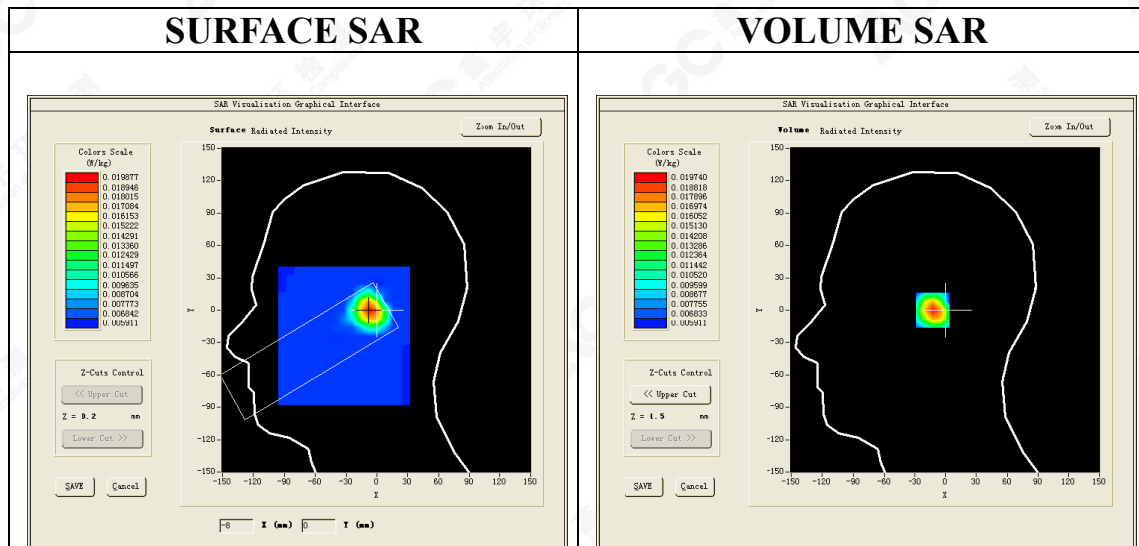 SURFACE SAR
VOLUME SAR
SAR Visualisation Graphical Interface
Surface Radiated Intensity
Zoom In/Out
Colors Scale
(W/kg)
0.019877
0.018946
0.018015
0.017084
0.016153
0.015222
0.014291
0.013360
0.012429
0.011497
0.010566
0.009635
0.008704
0.007773
0.006842
0.005911
150
120
90
60
30
0
-30
-60
-90
-120
-150
Y
-150 -120 -90 -60 -30 0 30 60 90 120 150
X
Z-Cuts Control
<< Upper Cut
Z = 0.2 mm
Lower Cut >>
SAVE Cancel
-8 X (mm) 0 Y (mm)
SAR Visualisation Graphical Interface
Volume Radiated Intensity
Zoom In/Out
Colors Scale
(W/kg)
0.019740
0.018818
0.017896
0.016974
0.016052
0.015130
0.014208
0.013286
0.012364
0.011442
0.010520
0.009599
0.008677
0.007755
0.006833
0.005911
150
120
90
60
30
0
-30
-60
-90
-120
-150
Y
-150 -120 -90 -60 -30 0 30 60 90 120 150
X
Z-Cuts Control
<< Upper Cut
Z = 1.5 mm
Lower Cut >>
SAVE Cancel